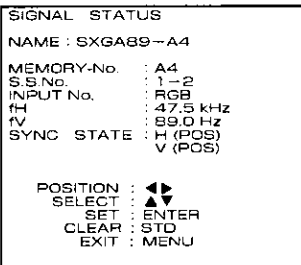 SIGNAL STATUS
NAME : SXGA89-A4
MEMORY-No. : A4
S.S.No. : 1-2
INPUT No. : RGB
fH : 47.5 kHz
fV : 89.0 Hz
SYNC STATE : H (POS)
V (POS)
POSITION : ◀▶
SELECT : ▲▼
SET : ENTER
CLEAR : STD
EXIT : MENU